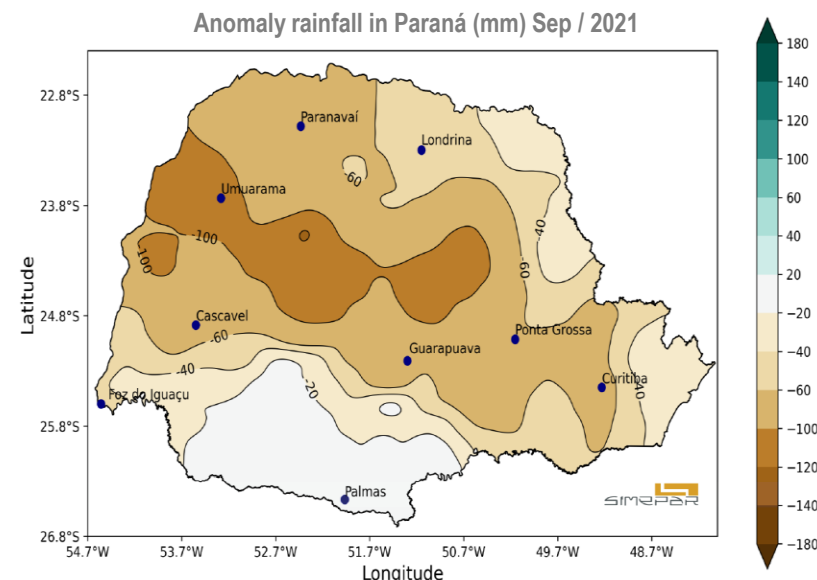 Anomaly rainfall in Paraná (mm) Sep / 2021
180
22.8°S
140
Paranavaí
Londrina
120
-60
100
Umuarama
23.8°S
60
-40
-100
40
-100
-60
20
Latitude
24.8°S
Cascavel
Ponta Grossa
−20
-60
Guarapuava
−40
-40
Curitiba
-20
-40
−60
Foz do Iguaçu
25.8°S
−100
−120
Palmas
SIMEPAR
−140
26.8°S
−180
54.7°W 53.7°W 52.7°W 51.7°W 50.7°W 49.7°W 48.7°W
Longitude